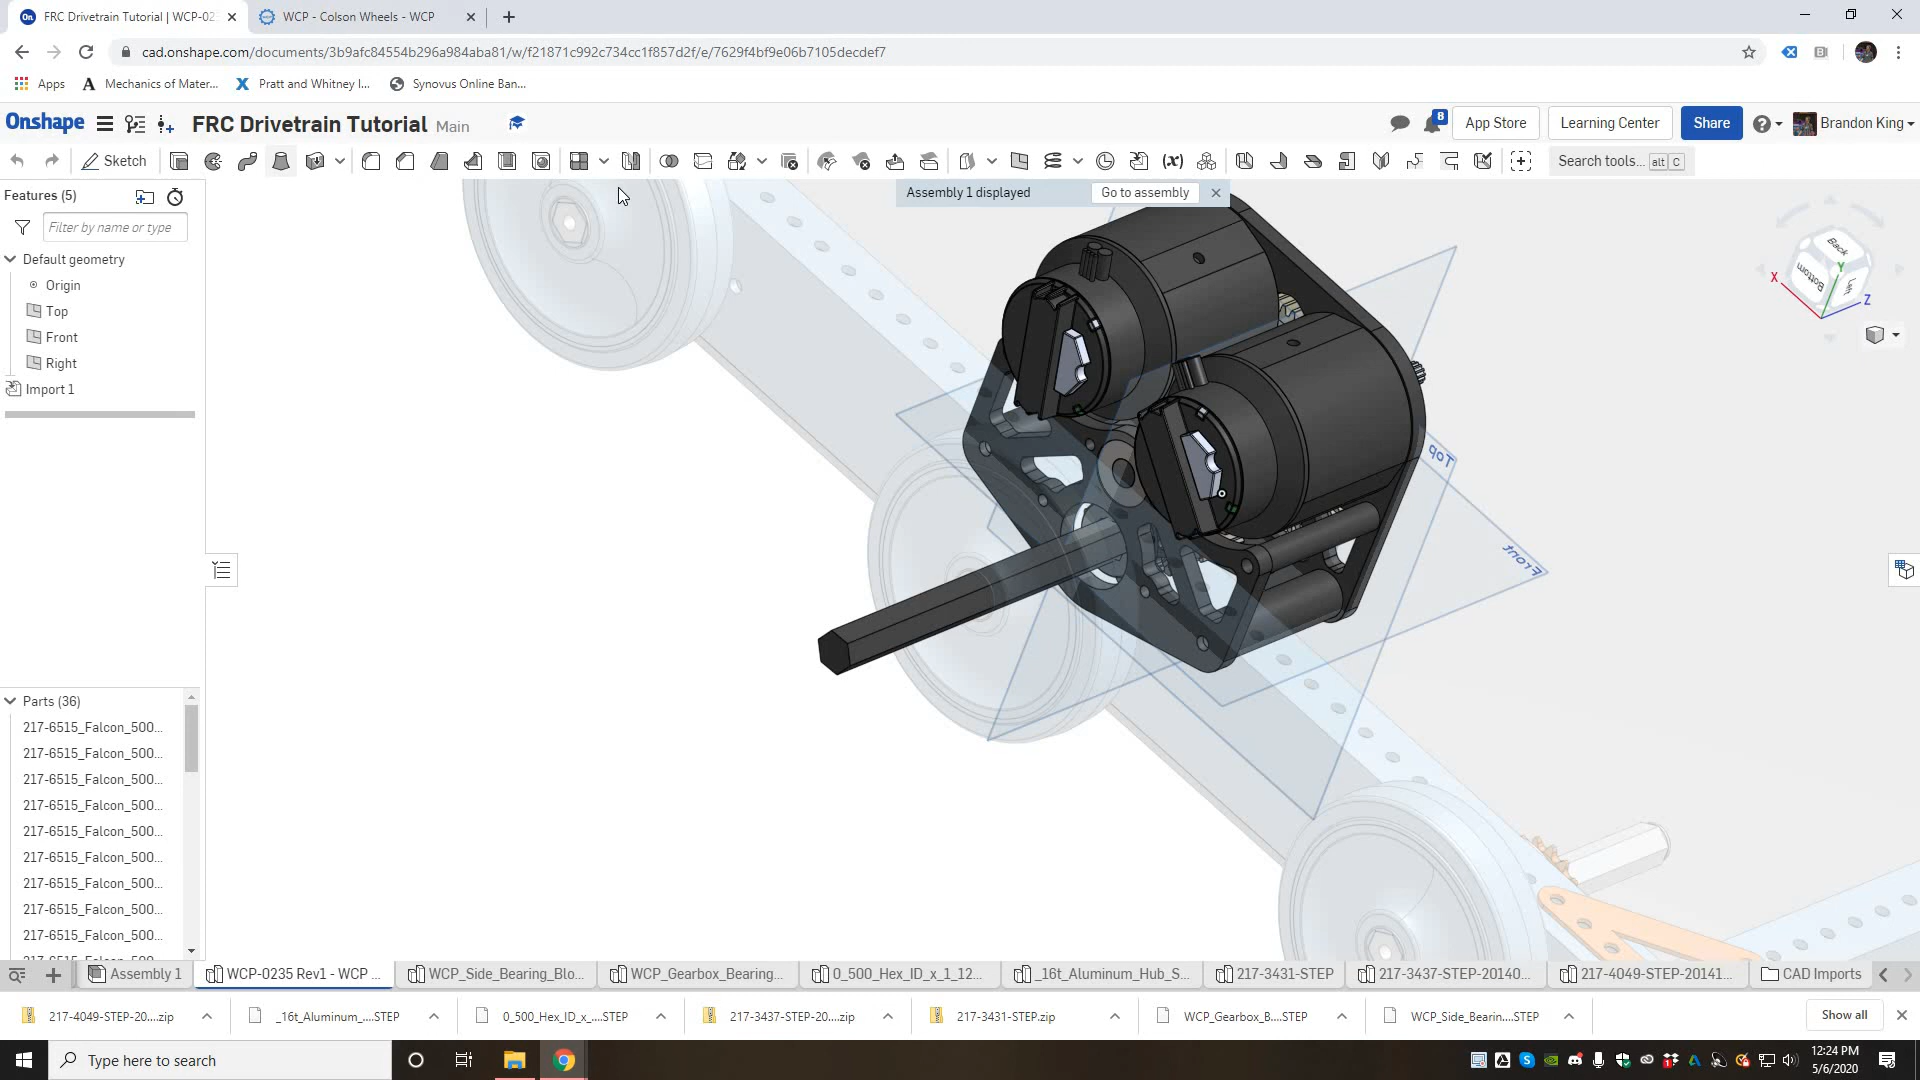 FRC Drivetrain Tutorial | WCP-02
WCP - Colson Wheels - WCP
cad.onshape.com/documents/3b9afc84554b296a984aba81/w/f21871c992c734cc1f857d2f/e/7629f4bf9e06b7105decdef7
Apps
Mechanics of Mater...
Pratt and Whitney I...
Synovus Online Ban...
Onshape
FRC Drivetrain Tutorial Main
8
App Store
Learning Center
Share
Brandon King
Sketch
Search tools... alt C
Features (5)
Assembly 1 displayed
Go to assembly
Filter by name or type
Default geometry
Origin
Top
Front
Right
Import 1
Back
Bottom
Left
X
Y
Z
Top
Front
Parts (36)
217-6515_Falcon_500...
217-6515_Falcon_500...
217-6515_Falcon_500...
217-6515_Falcon_500...
217-6515_Falcon_500...
217-6515_Falcon_500...
217-6515_Falcon_500...
217-6515_Falcon_500...
217-6515_Falcon_500...
Assembly 1
WCP-0235 Rev1 - WCP ...
WCP_Side_Bearing_Blo...
WCP_Gearbox_Bearing...
0_500_Hex_ID_x_1_12...
_16t_Aluminum_Hub_S...
217-3431-STEP
217-3437-STEP-20140...
217-4049-STEP-20141...
CAD Imports
217-4049-STEP-20....zip
_16t_Aluminum_....STEP
0_500_Hex_ID_x_....STEP
217-3437-STEP-20....zip
217-3431-STEP.zip
WCP_Gearbox_B....STEP
WCP_Side_Bearin....STEP
Show all
Type here to search
12:24 PM
5/6/2020